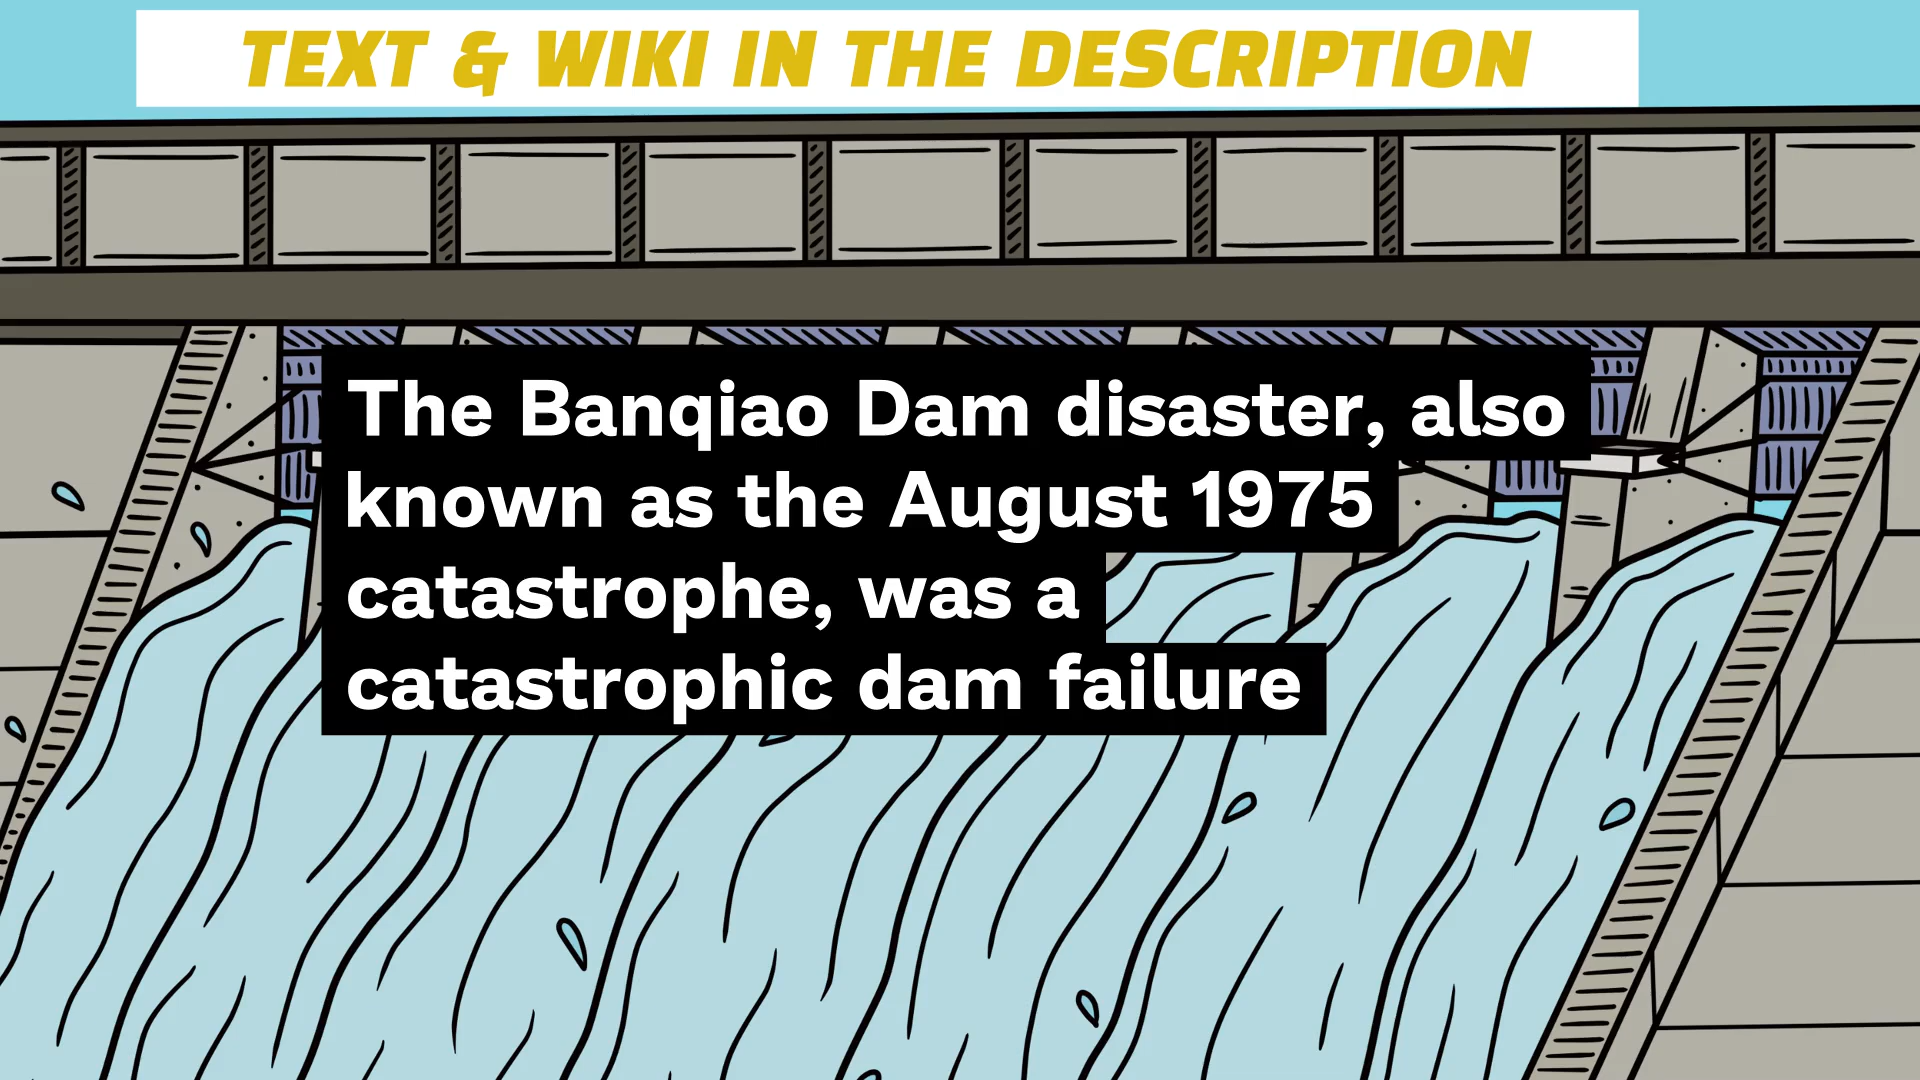 TEXT & WIKI IN THE DESCRIPTION
The Banqiao Dam disaster, also
known as the August 1975
catastrophe, was a
catastrophic dam failure